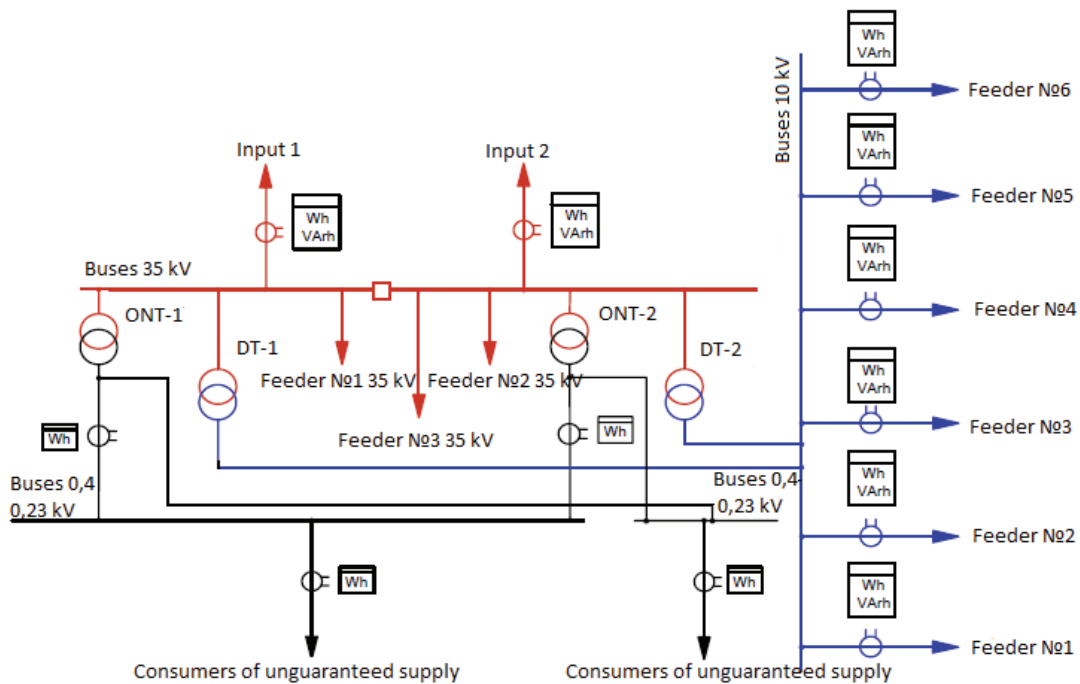 Wh
VArh
Feeder №6
Buses 10 kV
Wh
VArh
Feeder №5
Input 1
Input 2
Wh
VArh
Wh
VArh
Wh
VArh
Feeder №4
Buses 35 kV
ONT-1
ONT-2
DT-1
DT-2
Feeder №1 35 kV
Feeder №2 35 kV
Wh
VArh
Feeder №3
Feeder №3 35 kV
Wh
Wh
Buses 0,4
0,23 kV
Buses 0,4
0,23 kV
Wh
VArh
Feeder №2
Wh
Wh
Wh
VArh
Feeder №1
Consumers of unguaranteed supply
Consumers of unguaranteed supply